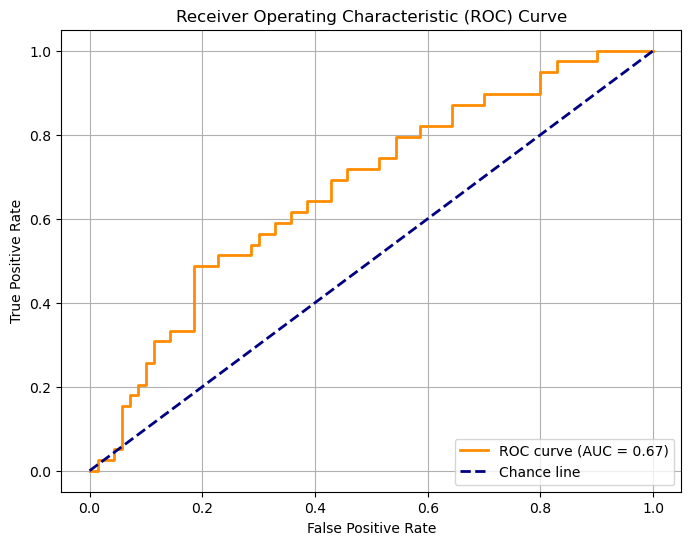 Receiver Operating Characteristic (ROC) Curve
1.0
0.8
0.6
0.4
0.2
0.0
True Positive Rate
ROC curve (AUC = 0.67)
Chance line
0.0 0.2 0.4 0.6 0.8 1.0
False Positive Rate